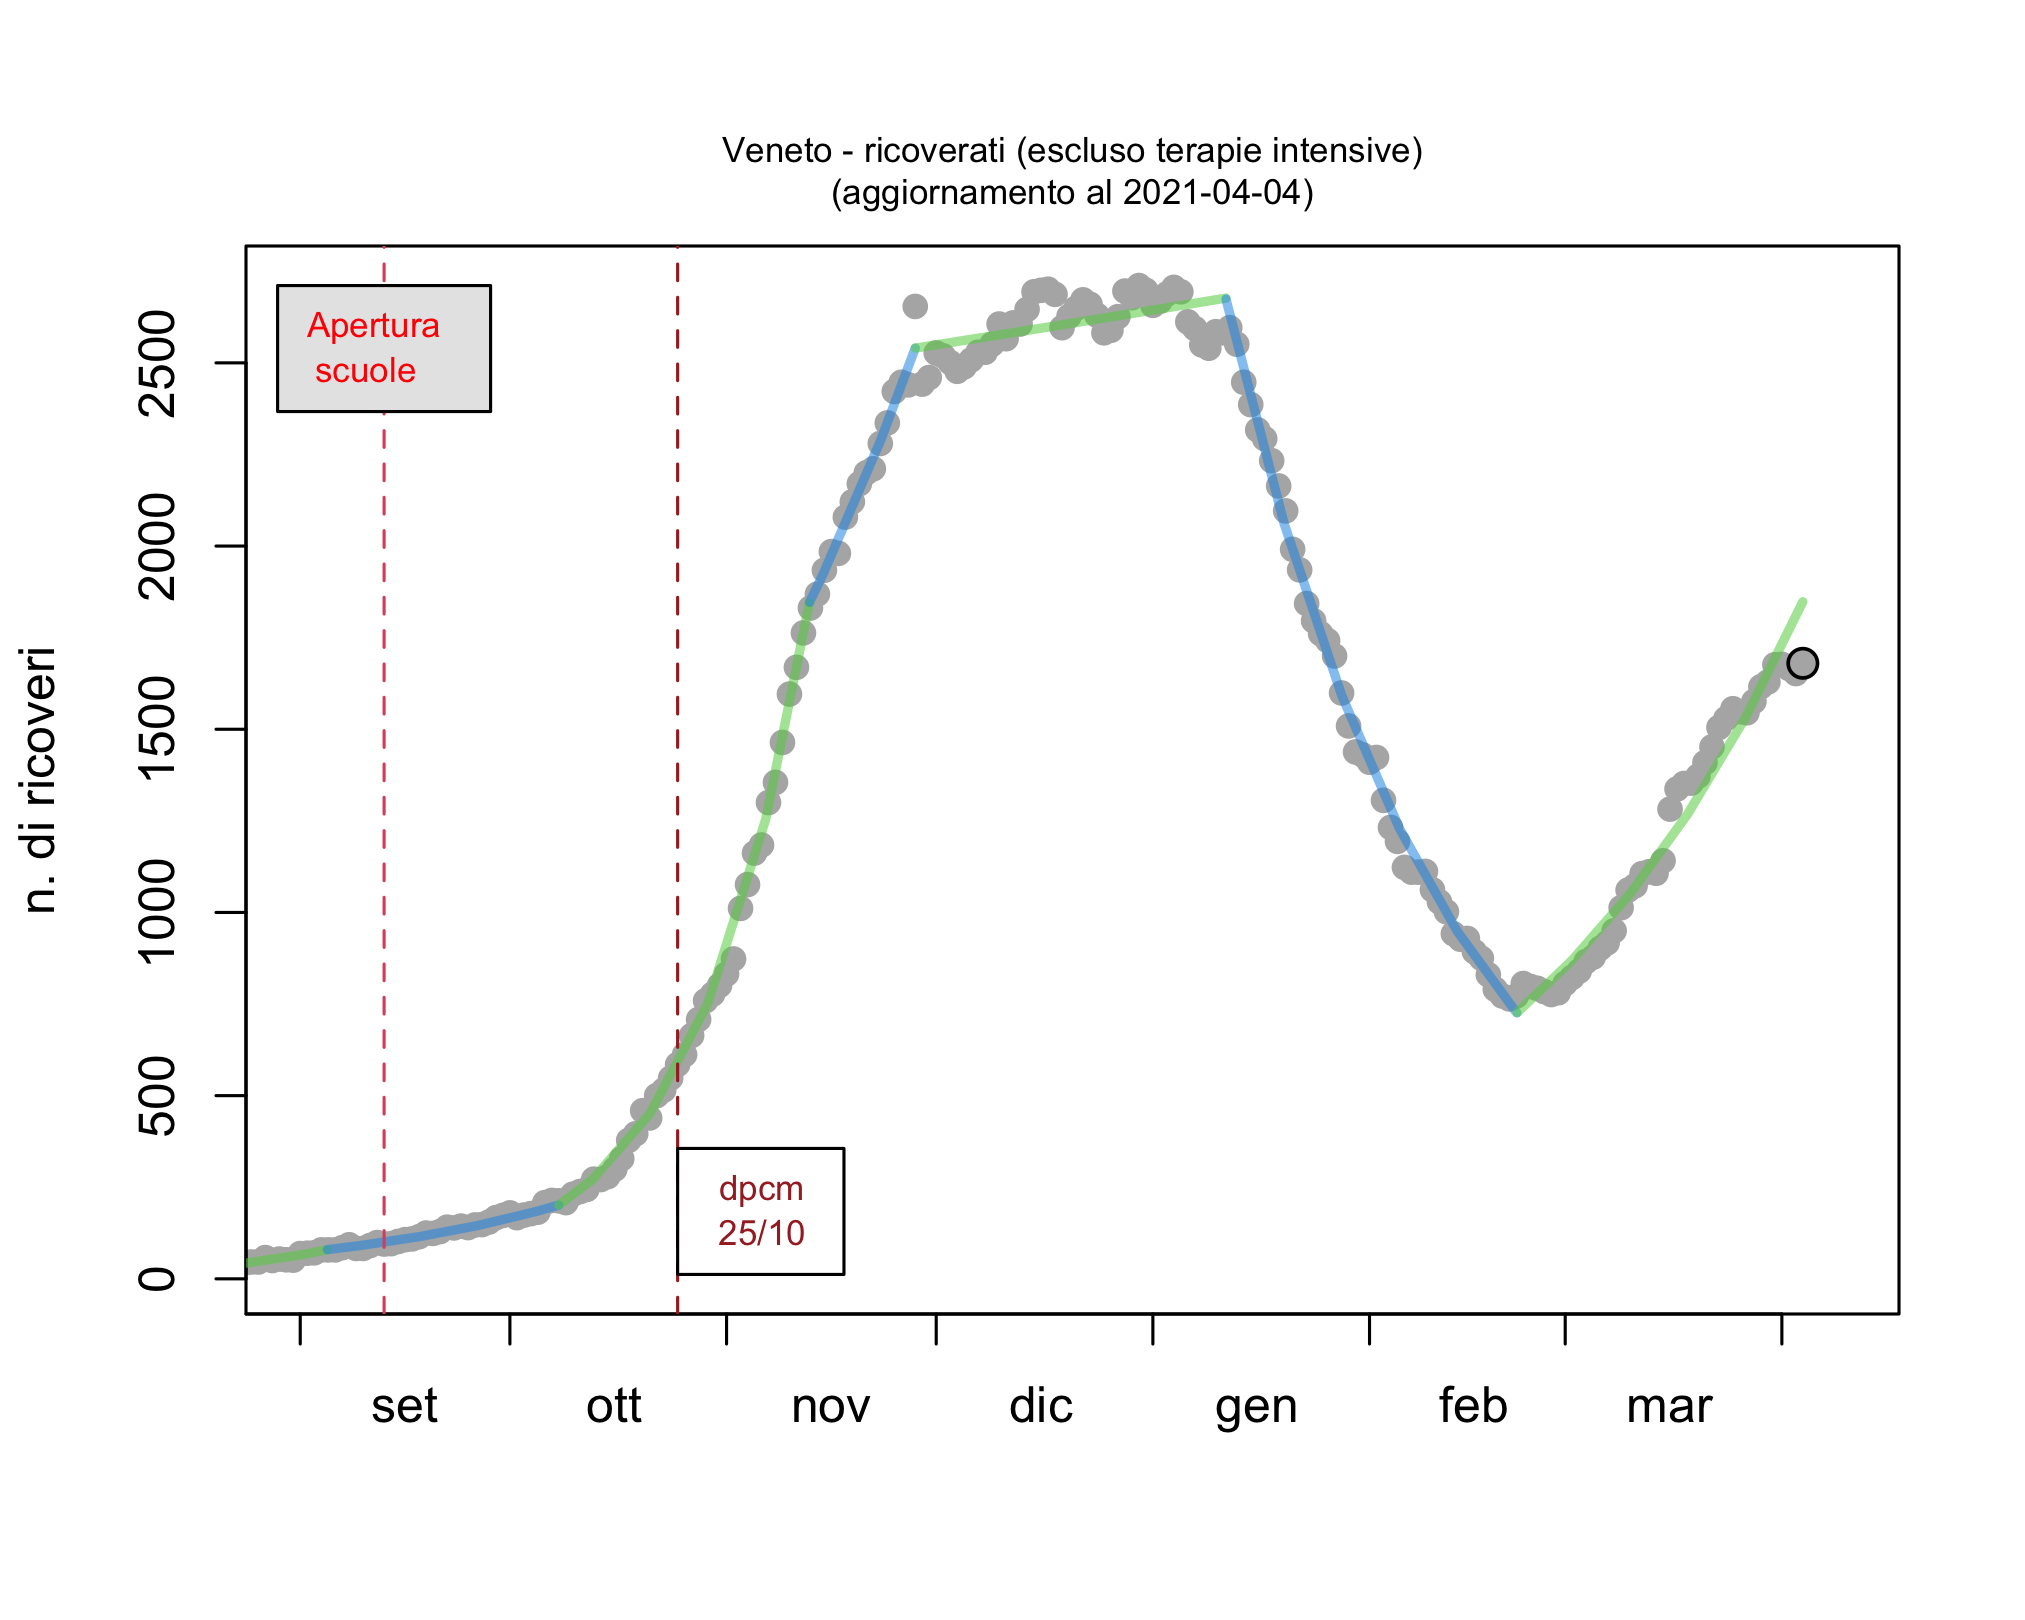 Veneto - ricoverati (escluso terapie intensive)
(aggiornamento al 2021-04-04)
Apertura
scuole
dpcm
25/10
n. di ricoveri
2500
2000
1500
1000
500
0
set ott nov dic gen feb mar